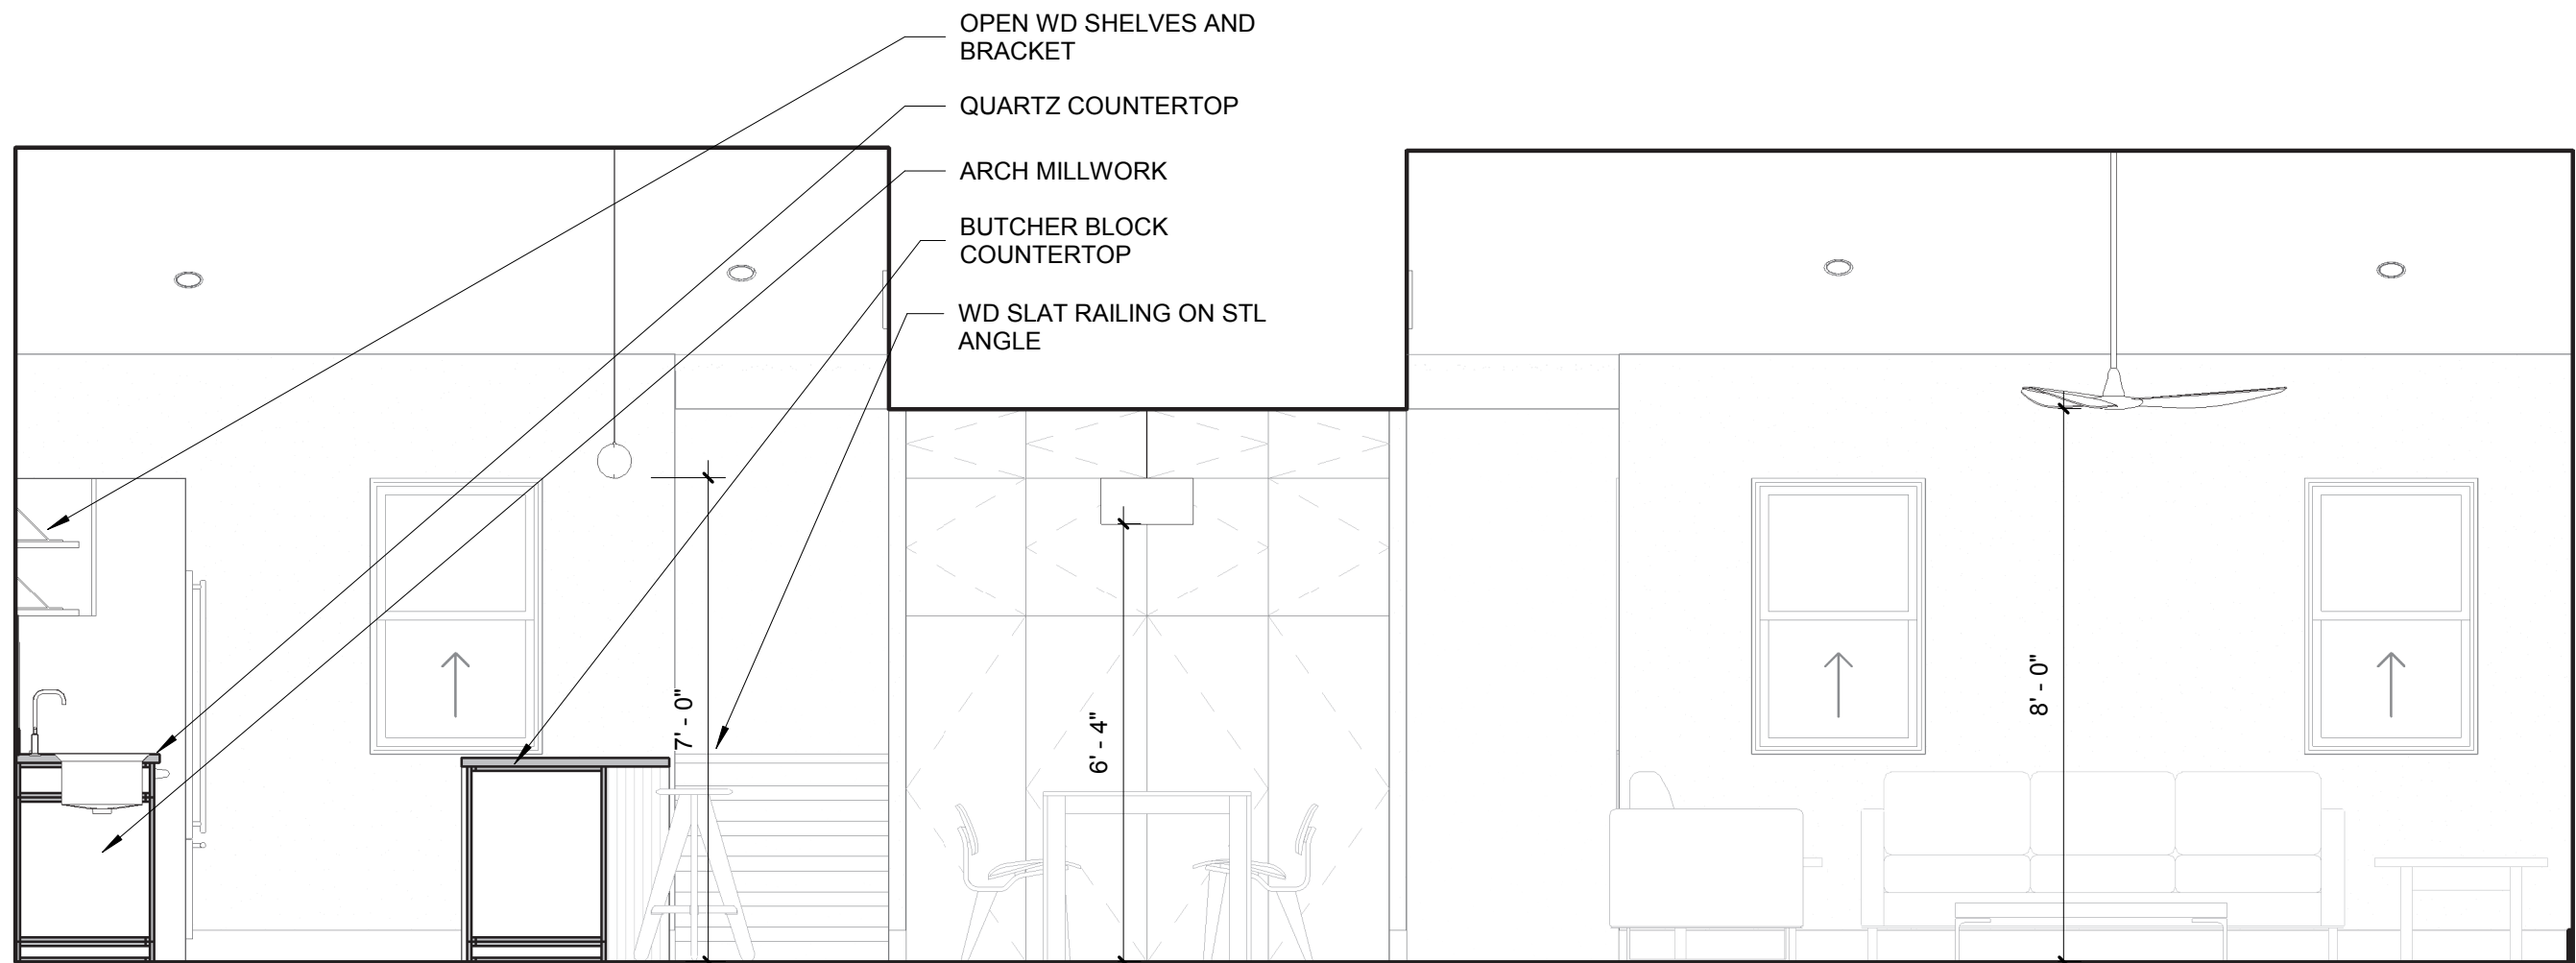 OPEN WD SHELVES AND
BRACKET
QUARTZ COUNTERTOP
ARCH MILLWORK
BUTCHER BLOCK
COUNTERTOP
WD SLAT RAILING ON STL
ANGLE
7' - 0"
6' - 4"
8' - 0"